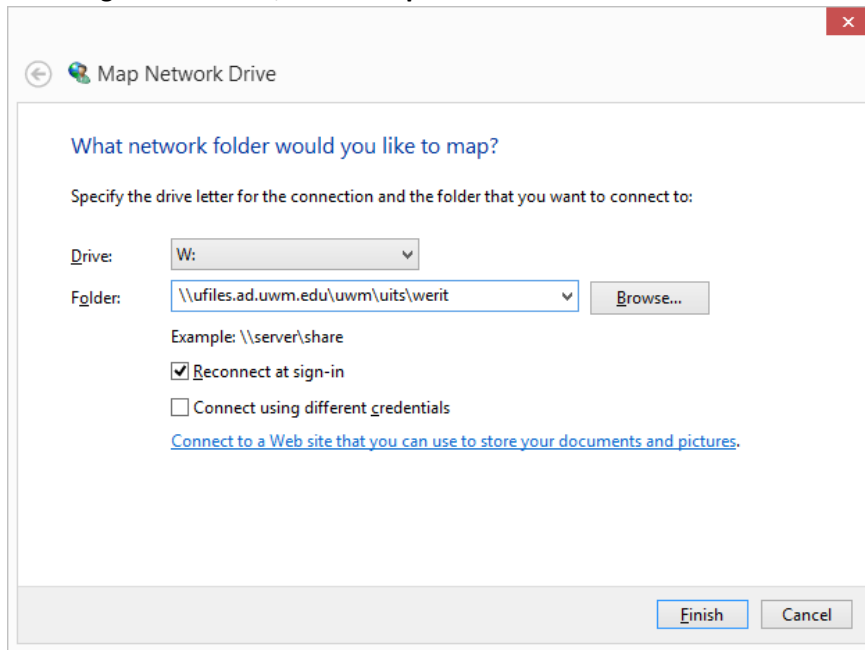 Map Network Drive
What network folder would you like to map?
Specify the drive letter for the connection and the folder that you want to connect to:
Drive: W:
Folder: \\ufiles.ad.uwm.edu\uwm\uits\werit Browse...
Example: \\server\share
Reconnect at sign-in
Connect using different credentials
Connect to a Web site that you can use to store your documents and pictures.
Finish Cancel